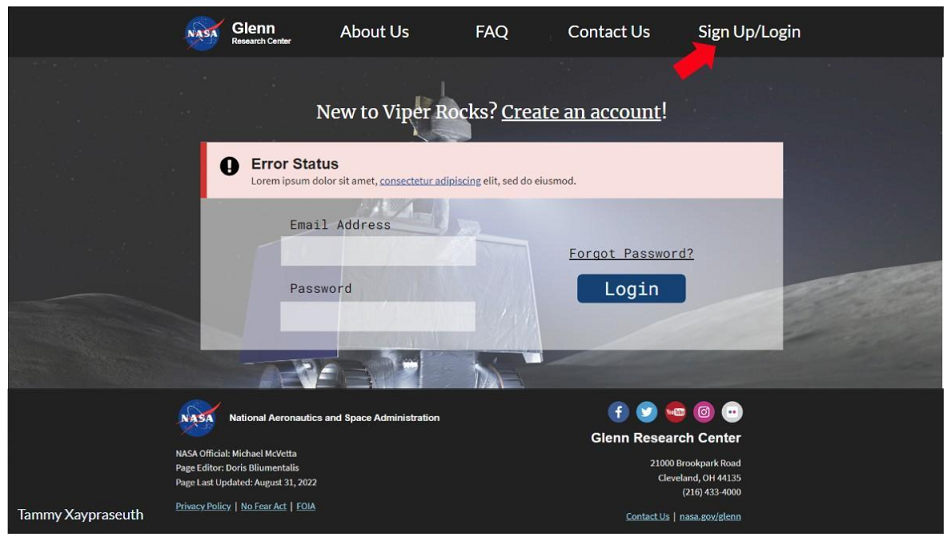 NASA
Glenn
Research Center
About Us
FAQ
Contact Us
Sign Up/Login
New to Viper Rocks? Create an account!
Error Status
Lorem ipsum dolor sit amet, consectetur adipiscing elit, sed do eiusmod.
Email Address
Forgot Password?
Password
Login
NASA
National Aeronautics and Space Administration
NASA Official: Michael McVetta
Page Editor: Doris Bliumentalis
Page Last Updated: August 31, 2022
Privacy Policy | No Fear Act | FOIA
YouTube
Glenn Research Center
21000 Brookpark Road
Cleveland, OH 44135
(216) 433-4000
Contact Us | nasa.gov/glenn
Tammy Xaypraseuth